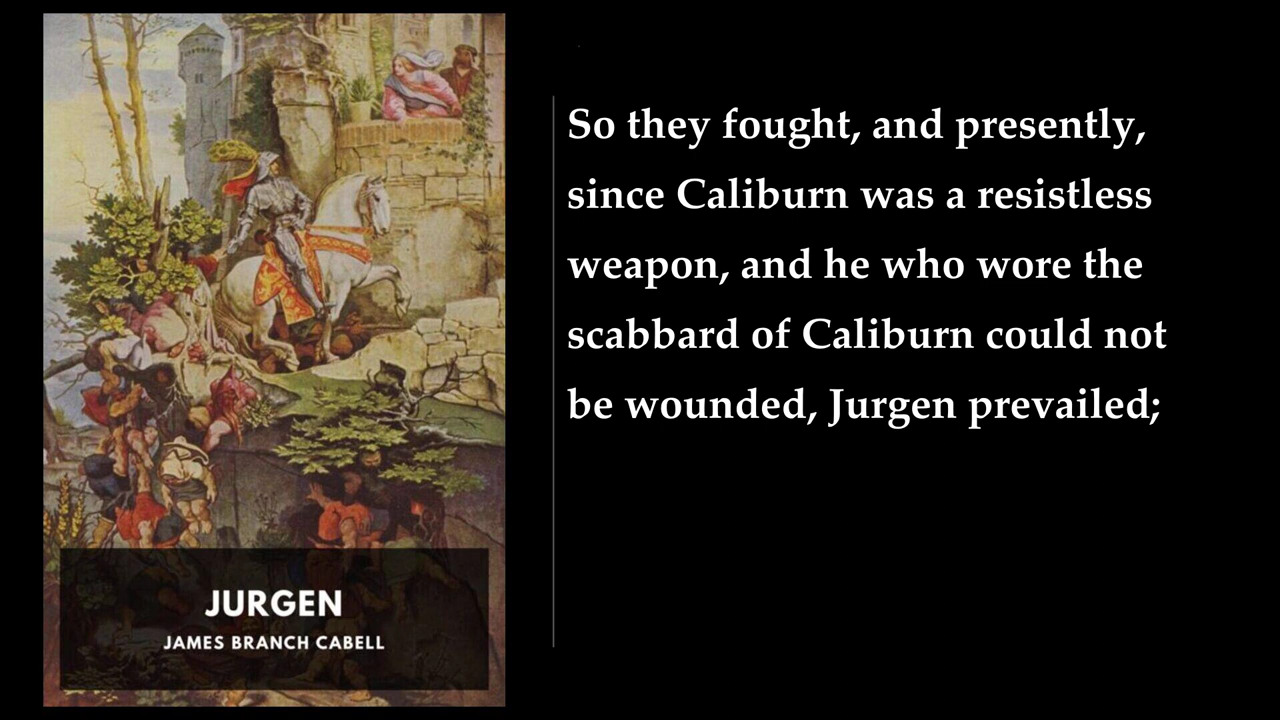 So they fought, and presently,
since Caliburn was a resistless
weapon, and he who wore the
scabbard of Caliburn could not
be wounded, Jurgen prevailed;
JURGEN
JAMES BRANCH CABELL